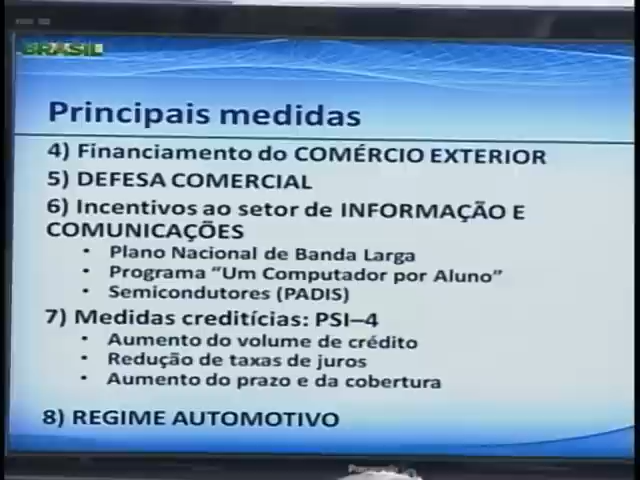 BRASIL
Principais medidas
4) Financiamento do COMÉRCIO EXTERIOR
5) DEFESA COMERCIAL
6) Incentivos ao setor de INFORMAÇÃO E
COMUNICAÇÕES
• Plano Nacional de Banda Larga
• Programa “Um Computador por Aluno”
• Semicondutores (PADIS)
7) Medidas creditícias: PSI–4
• Aumento do volume de crédito
• Redução de taxas de juros
• Aumento do prazo e da cobertura
8) REGIME AUTOMOTIVO